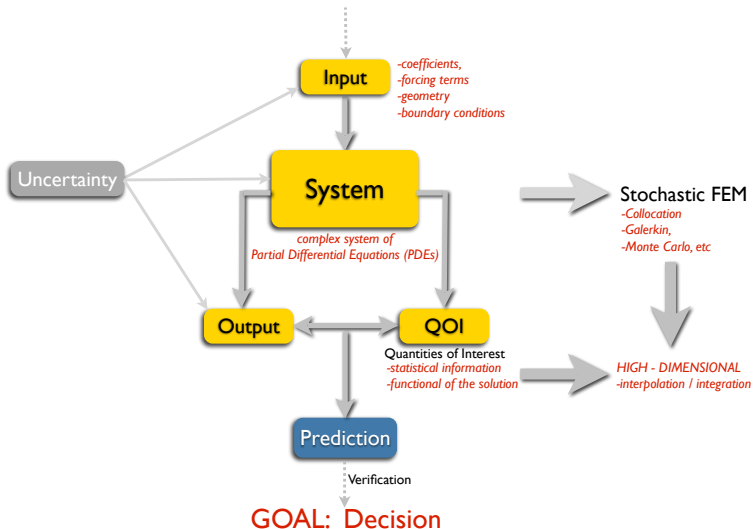 Input
-coefficients,
-forcing terms
-geometry
-boundary conditions
Uncertainty
System
complex system of
Partial Differential Equations (PDEs)
Stochastic FEM
-Collocation
-Galerkin,
-Monte Carlo, etc
Output
QOI
Quantities of Interest
-statistical information
-functional of the solution
HIGH - DIMENSIONAL
-interpolation / integration
Prediction
Verification
GOAL: Decision